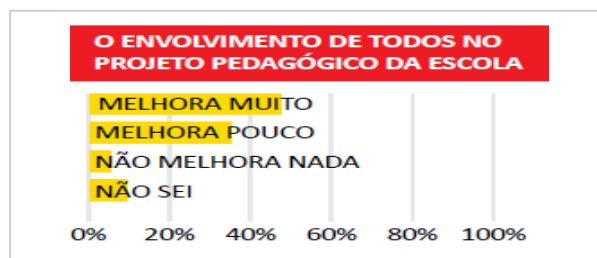 O ENVOLVIMENTO DE TODOS NO
PROJETO PEDAGÓGICO DA ESCOLA
MELHORA MUITO
MELHORA POUCO
NÃO MELHORA NADA
NÃO SEI
0% 20% 40% 60% 80% 100%